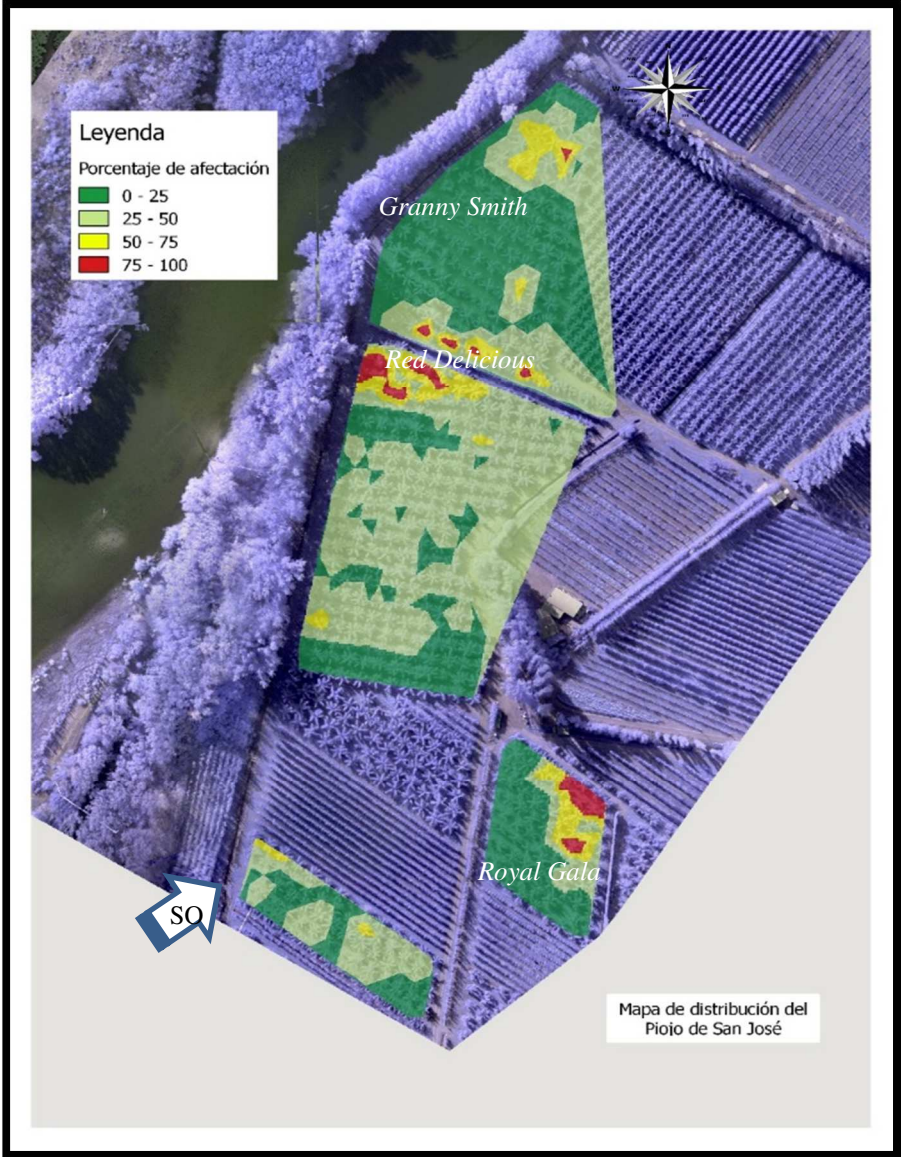 Leyenda
Porcentaje de afectación
0 - 25
25 - 50
50 - 75
75 - 100
Granny Smith
Red Delicious
Royal Gala
SO
Mapa de distribución del
Piojo de San José